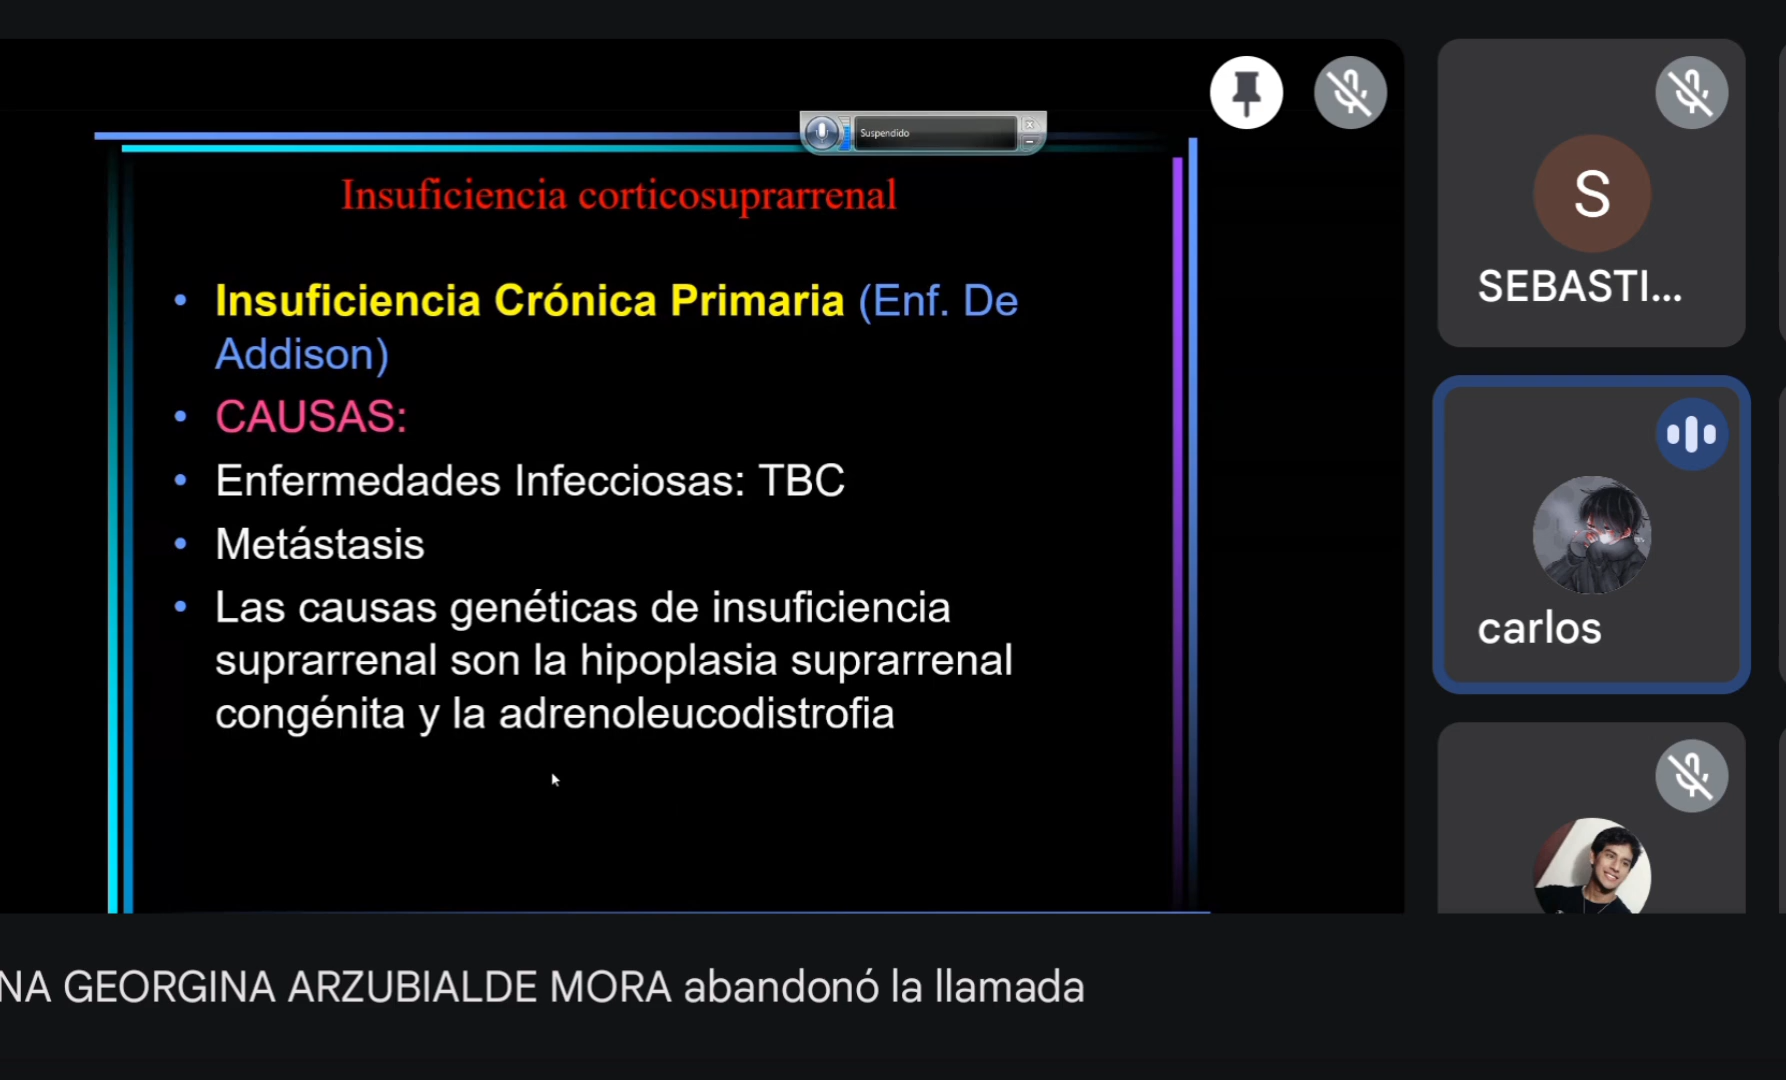 Suspendido
Insuficiencia corticosuprarrenal
• Insuficiencia Crónica Primaria (Enf. De
Addison)
• CAUSAS:
• Enfermedades Infecciosas: TBC
• Metástasis
• Las causas genéticas de insuficiencia
suprarrenal son la hipoplasia suprarrenal
congénita y la adrenoleucodistrofia
S
SEBASTI...
carlos
NA GEORGINA ARZUBIALDE MORA abandonó la llamada